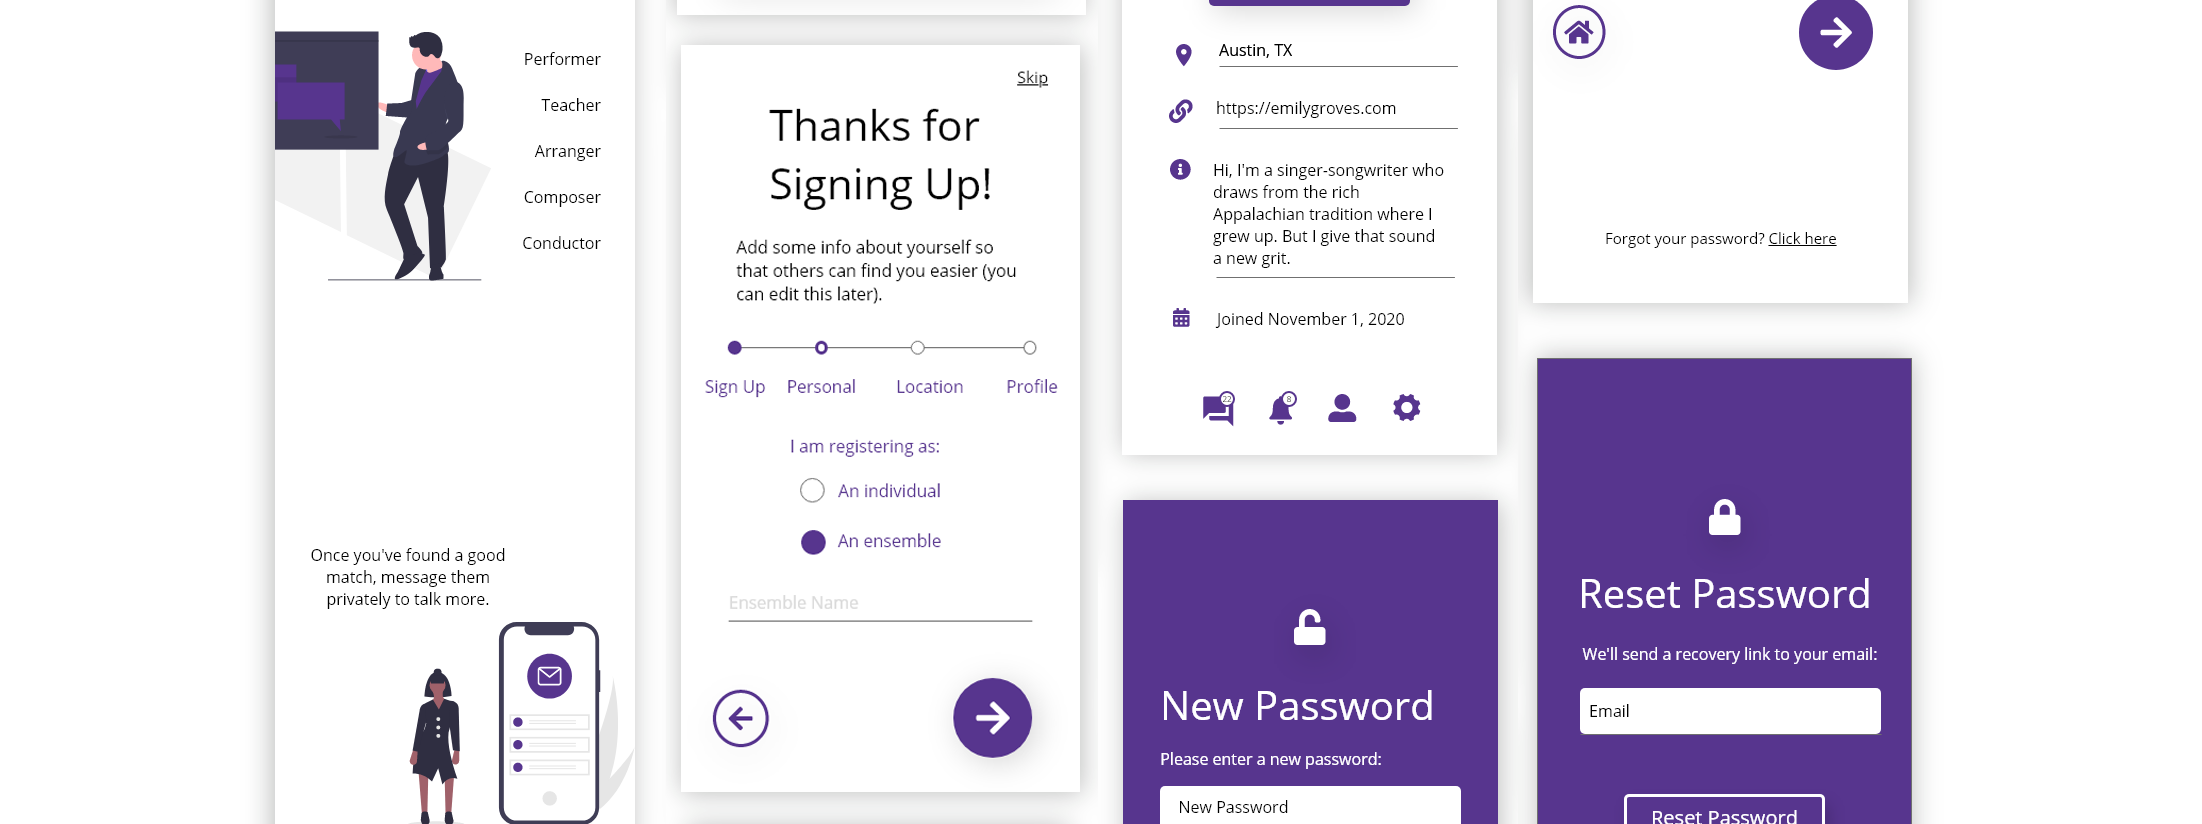 Performer
Teacher
Arranger
Composer
Conductor
Once you've found a good
match, message them
privately to talk more.
Skip
Thanks for
Signing Up!
Add some info about yourself so
that others can find you easier (you
can edit this later).
Sign Up Personal Location Profile
I am registering as:
An individual
An ensemble
Ensemble Name
Austin, TX
https://emilygroves.com
Hi, I'm a singer-songwriter who
draws from the rich
Appalachian tradition where I
grew up. But I give that sound
a new grit.
Joined November 1, 2020
22 8
New Password
Please enter a new password:
New Password
Forgot your password? Click here
Reset Password
We'll send a recovery link to your email:
Email
Reset Password